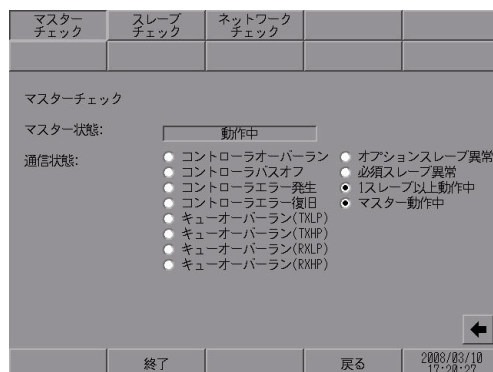 マスター
チェック
スレーブ
チェック
ネットワーク
チェック
マスターチェック
マスター状態:
動作中
通信状態:
コントローラオーバーラン
コントローラバスオフ
コントローラエラー発生
コントローラエラー復旧
キューオーバーラン(TXLP)
キューオーバーラン(TXHP)
キューオーバーラン(RXLP)
キューオーバーラン(RXHP)
オプションスレーブ異常
必須スレーブ異常
1スレーブ以上動作中
マスター動作中
終了
戻る
2008/03/10
17:20:27